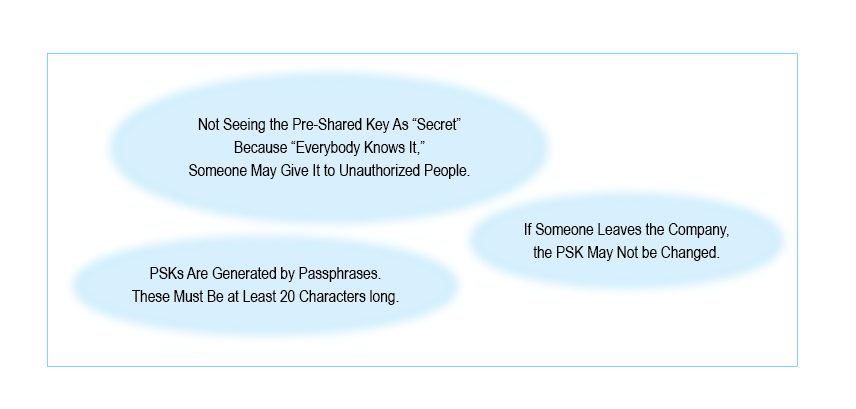 Not Seeing the Pre-Shared Key As “Secret”
Because “Everybody Knows It,”
Someone May Give It to Unauthorized People.
If Someone Leaves the Company,
the PSK May Not be Changed.
PSKs Are Generated by Passphrases.
These Must Be at Least 20 Characters long.